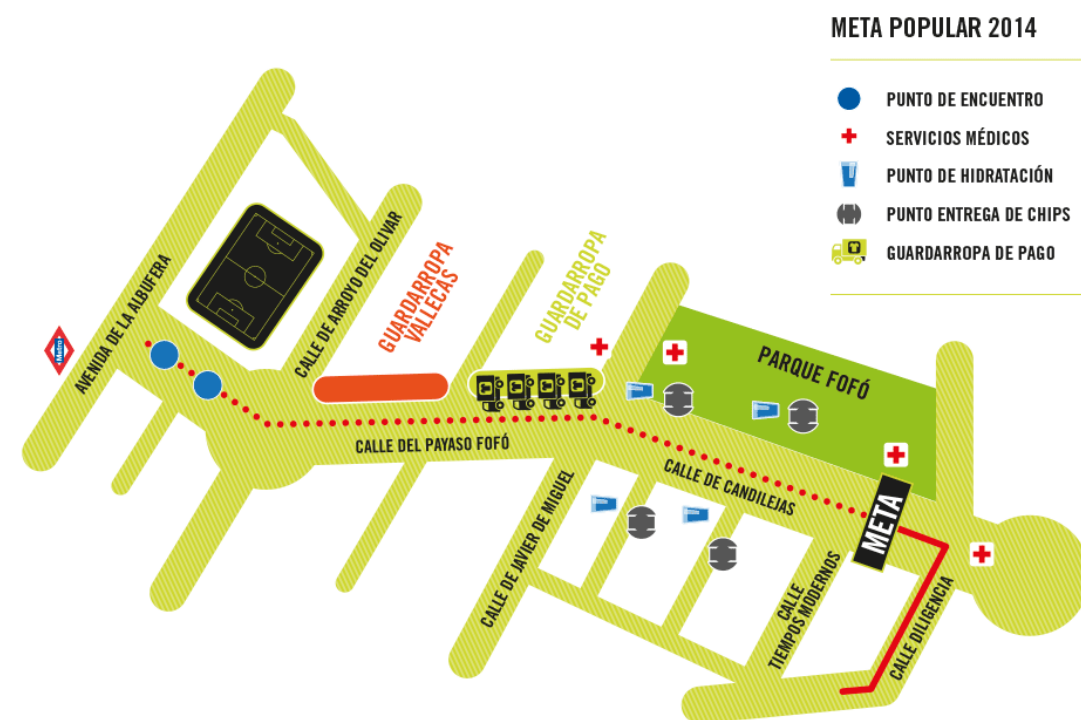 META POPULAR 2014
PUNTO DE ENCUENTRO
SERVICIOS MÉDICOS
PUNTO DE HIDRATACIÓN
PUNTO ENTREGA DE CHIPS
GUARDARROPA DE PAGO
Metro
AVENIDA DE LA ALBUFERA
CALLE DE ARROYO DEL OLIVAR
GUARDARROPA
VALLECAS
GUARDARROPA
DE PAGO
PARQUE FOFÓ
CALLE DEL PAYASO FOFÓ
CALLE DE CANDILEJAS
META
CALLE DE JAVIER DE MIGUEL
CALLE
TIEMPOS MODERNOS
CALLE DILIGENCIA